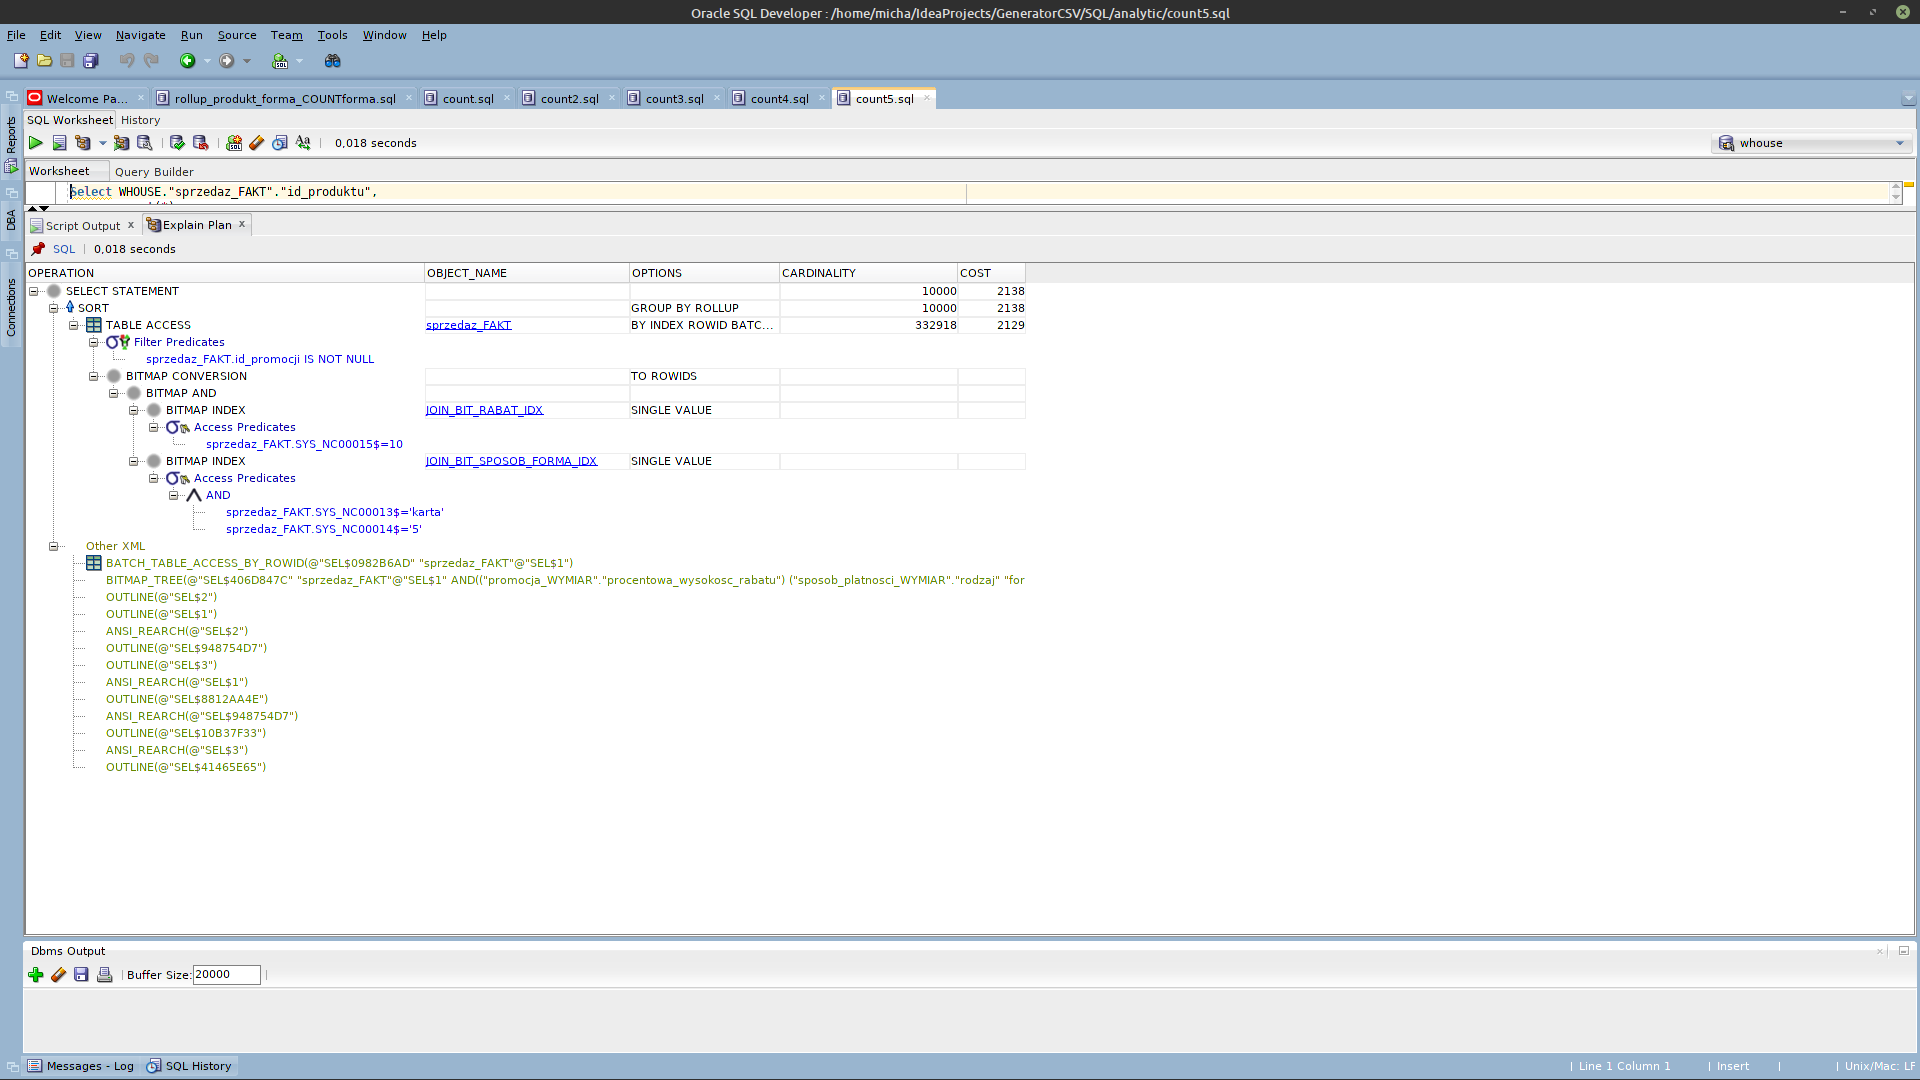 Oracle SQL Developer : /home/micha/IdeaProjects/GeneratorCSV/SQL/analytic/count5.sql
File Edit View Navigate Run Source Team Tools Window Help
Welcome Pa... rollup_produkt_forma_COUNTforma.sql count.sql count2.sql count3.sql count4.sql count5.sql
Reports
DBA
Connections
SQL Worksheet History
0,018 seconds
whouse
Worksheet Query Builder
Select WHOUSE."sprzedaz_FAKT"."id_produktu",
Script Output x Explain Plan x
SQL | 0,018 seconds
OPERATION OBJECT_NAME OPTIONS CARDINALITY COST
SELECT STATEMENT 10000 2138
SORT GROUP BY ROLLUP 10000 2138
TABLE ACCESS sprzedaz_FAKT BY INDEX ROWID BATC... 332918 2129
Filter Predicates
sprzedaz_FAKT.id_promocji IS NOT NULL
BITMAP CONVERSION TO ROWIDS
BITMAP AND
BITMAP INDEX JOIN_BIT_RABAT_IDX SINGLE VALUE
Access Predicates
sprzedaz_FAKT.SYS_NC00015$=10
BITMAP INDEX JOIN_BIT_SPOSOB_FORMA_IDX SINGLE VALUE
Access Predicates
AND
sprzedaz_FAKT.SYS_NC00013$='karta'
sprzedaz_FAKT.SYS_NC00014$='5'
Other XML
BATCH_TABLE_ACCESS_BY_ROWID(@"SEL$0982B6AD" "sprzedaz_FAKT"@"SEL$1")
BITMAP_TREE(@"SEL$406D847C" "sprzedaz_FAKT"@"SEL$1" AND(("promocja_WYMIAR"."procentowa_wysokosc_rabatu") ("sposob_platnosci_WYMIAR"."rodzaj" "for
OUTLINE(@"SEL$2")
OUTLINE(@"SEL$1")
ANSI_REARCH(@"SEL$2")
OUTLINE(@"SEL$948754D7")
OUTLINE(@"SEL$3")
ANSI_REARCH(@"SEL$1")
OUTLINE(@"SEL$8812AA4E")
ANSI_REARCH(@"SEL$948754D7")
OUTLINE(@"SEL$10B37F33")
ANSI_REARCH(@"SEL$3")
OUTLINE(@"SEL$41465E65")
Dbms Output
Buffer Size: 20000
Messages - Log SQL History
Line 1 Column 1 | Insert | Unix/Mac: LF